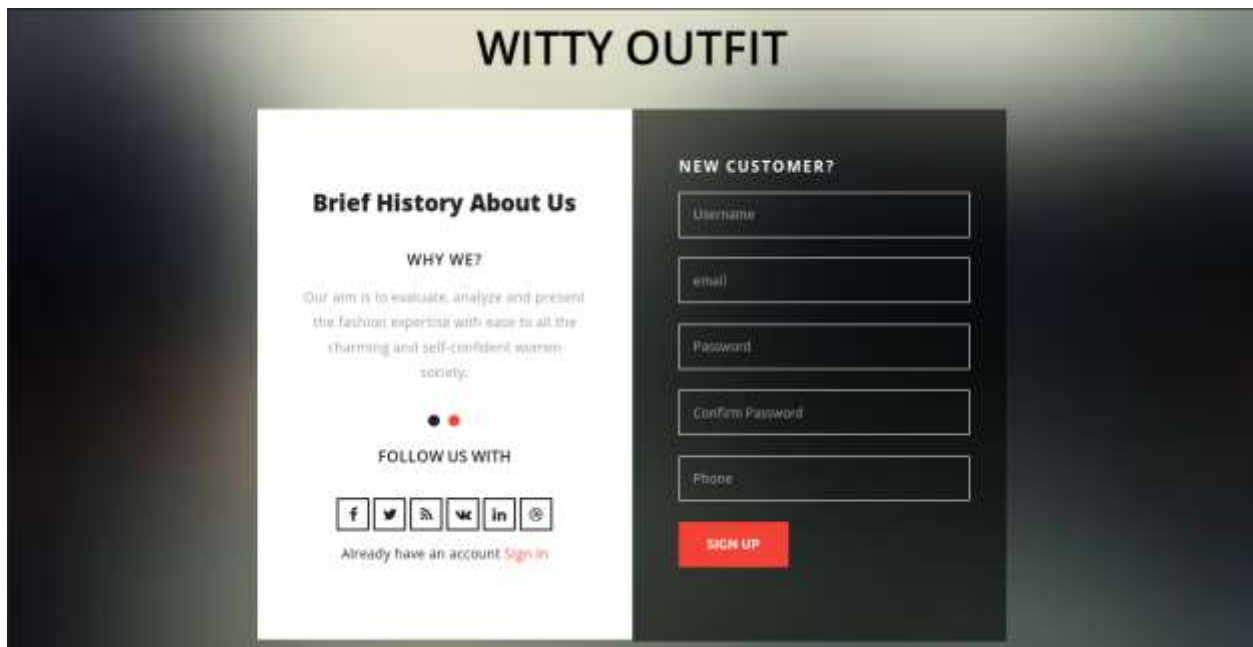 WITTY OUTFIT
Brief History About Us
WHY WE?
Our aim is to evaluate, analyze and present
the fashion expertise with ease to all the
charming and self-confident women
society.
FOLLOW US WITH
Already have an account Sign In
NEW CUSTOMER?
Username
email
Password
Confirm Password
Phone
SIGN UP